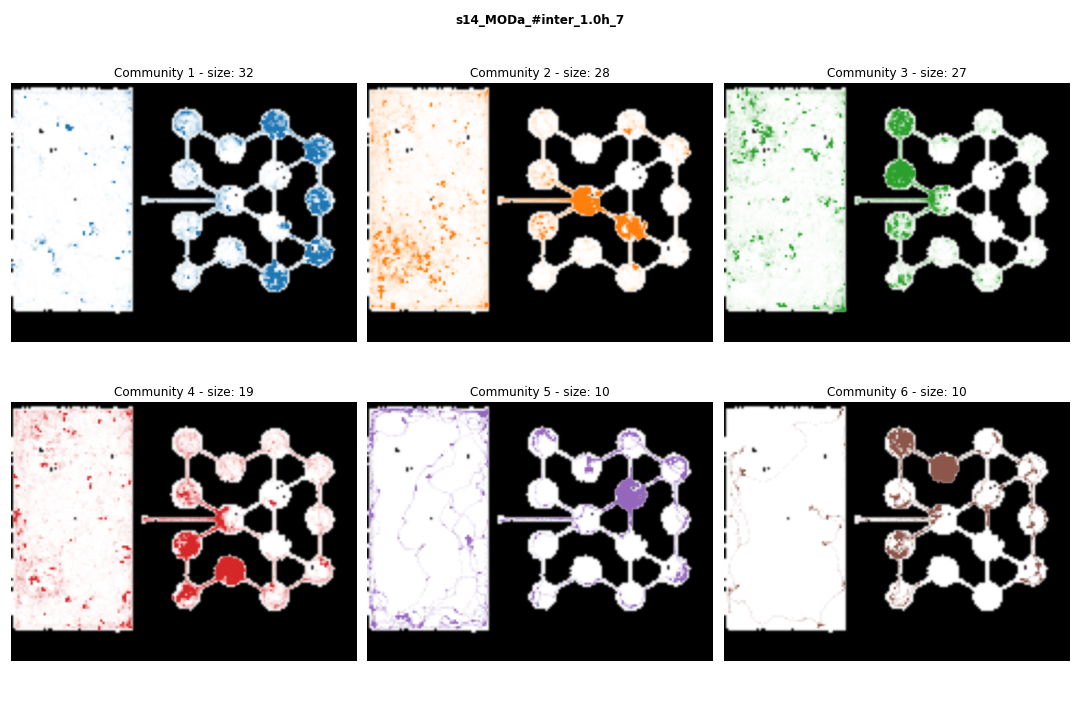 s14_MODa_#inter_1.0h_7
Community 1 - size: 32
Community 2 - size: 28
Community 3 - size: 27
Community 4 - size: 19
Community 5 - size: 10
Community 6 - size: 10